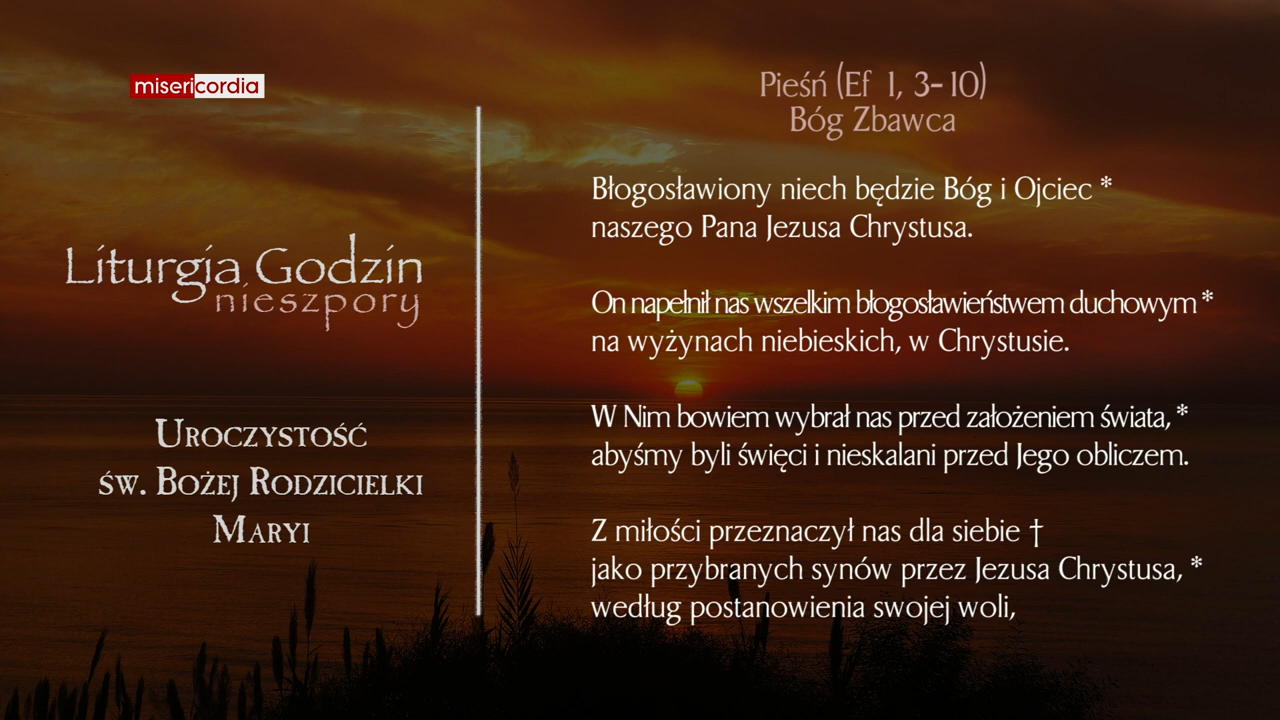 misericordia
Liturgia Godzin
nieszpory
Uroczystość
św. Bożej Rodzicielki
Maryi
Pieśń (Ef 1, 3-10)
Bóg Zbawca
Błogosławiony niech będzie Bóg i Ojciec *
naszego Pana Jezusa Chrystusa.
On napełnił nas wszelkim błogosławieństwem duchowym *
na wyżynach niebieskich, w Chrystusie.
W Nim bowiem wybrał nas przed założeniem świata, *
abyśmy byli święci i nieskalani przed Jego obliczem.
Z miłości przeznaczył nas dla siebie †
jako przybranych synów przez Jezusa Chrystusa, *
według postanowienia swojej woli,